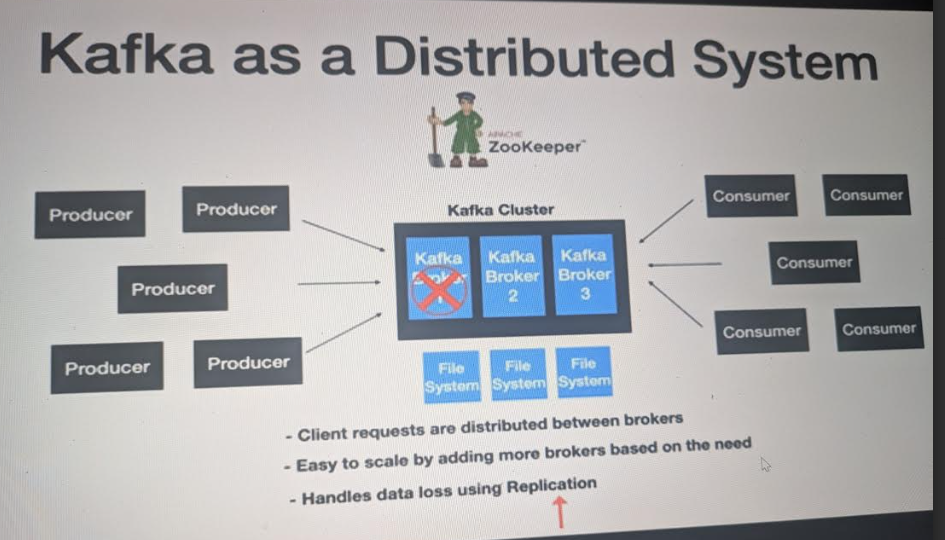 Kafka as a Distributed System
APACHE
ZooKeeper™
Producer
Producer
Producer
Producer
Producer
Kafka Cluster
Kafka
1
Kafka
Broker
2
Kafka
Broker
3
File
System
File
System
File
System
Consumer
Consumer
Consumer
Consumer
Consumer
- Client requests are distributed between brokers
- Easy to scale by adding more brokers based on the need
- Handles data loss using Replication